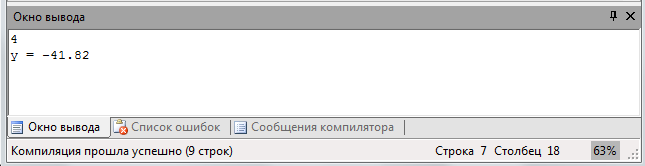 Окно вывода
4
y = -41.82
Окно вывода Список ошибок Сообщения компилятора
Компиляция прошла успешно (9 строк) Строка 7 Столбец 18 63%